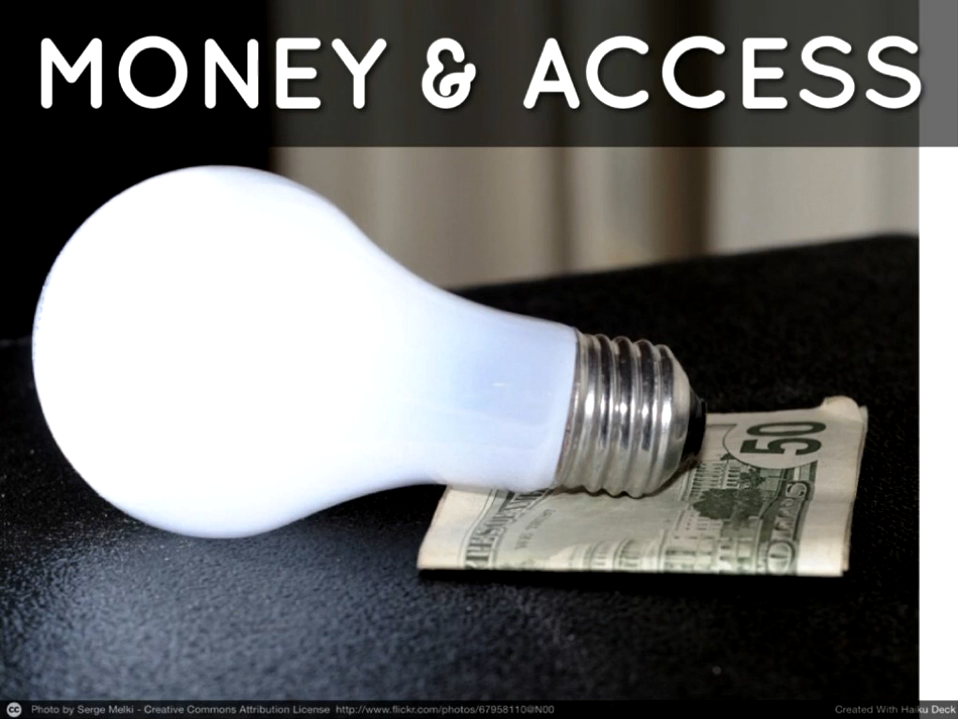 MONEY & ACCESS
50
Photo by Serge Melki - Creative Commons Attribution License http://www.flickr.com/photos/67958110@N00
Created With Haiku Deck